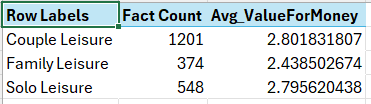 Row Labels Fact Count Avg_ValueForMoney
Couple Leisure 1201 2.801831807
Family Leisure 374 2.438502674
Solo Leisure 548 2.795620438